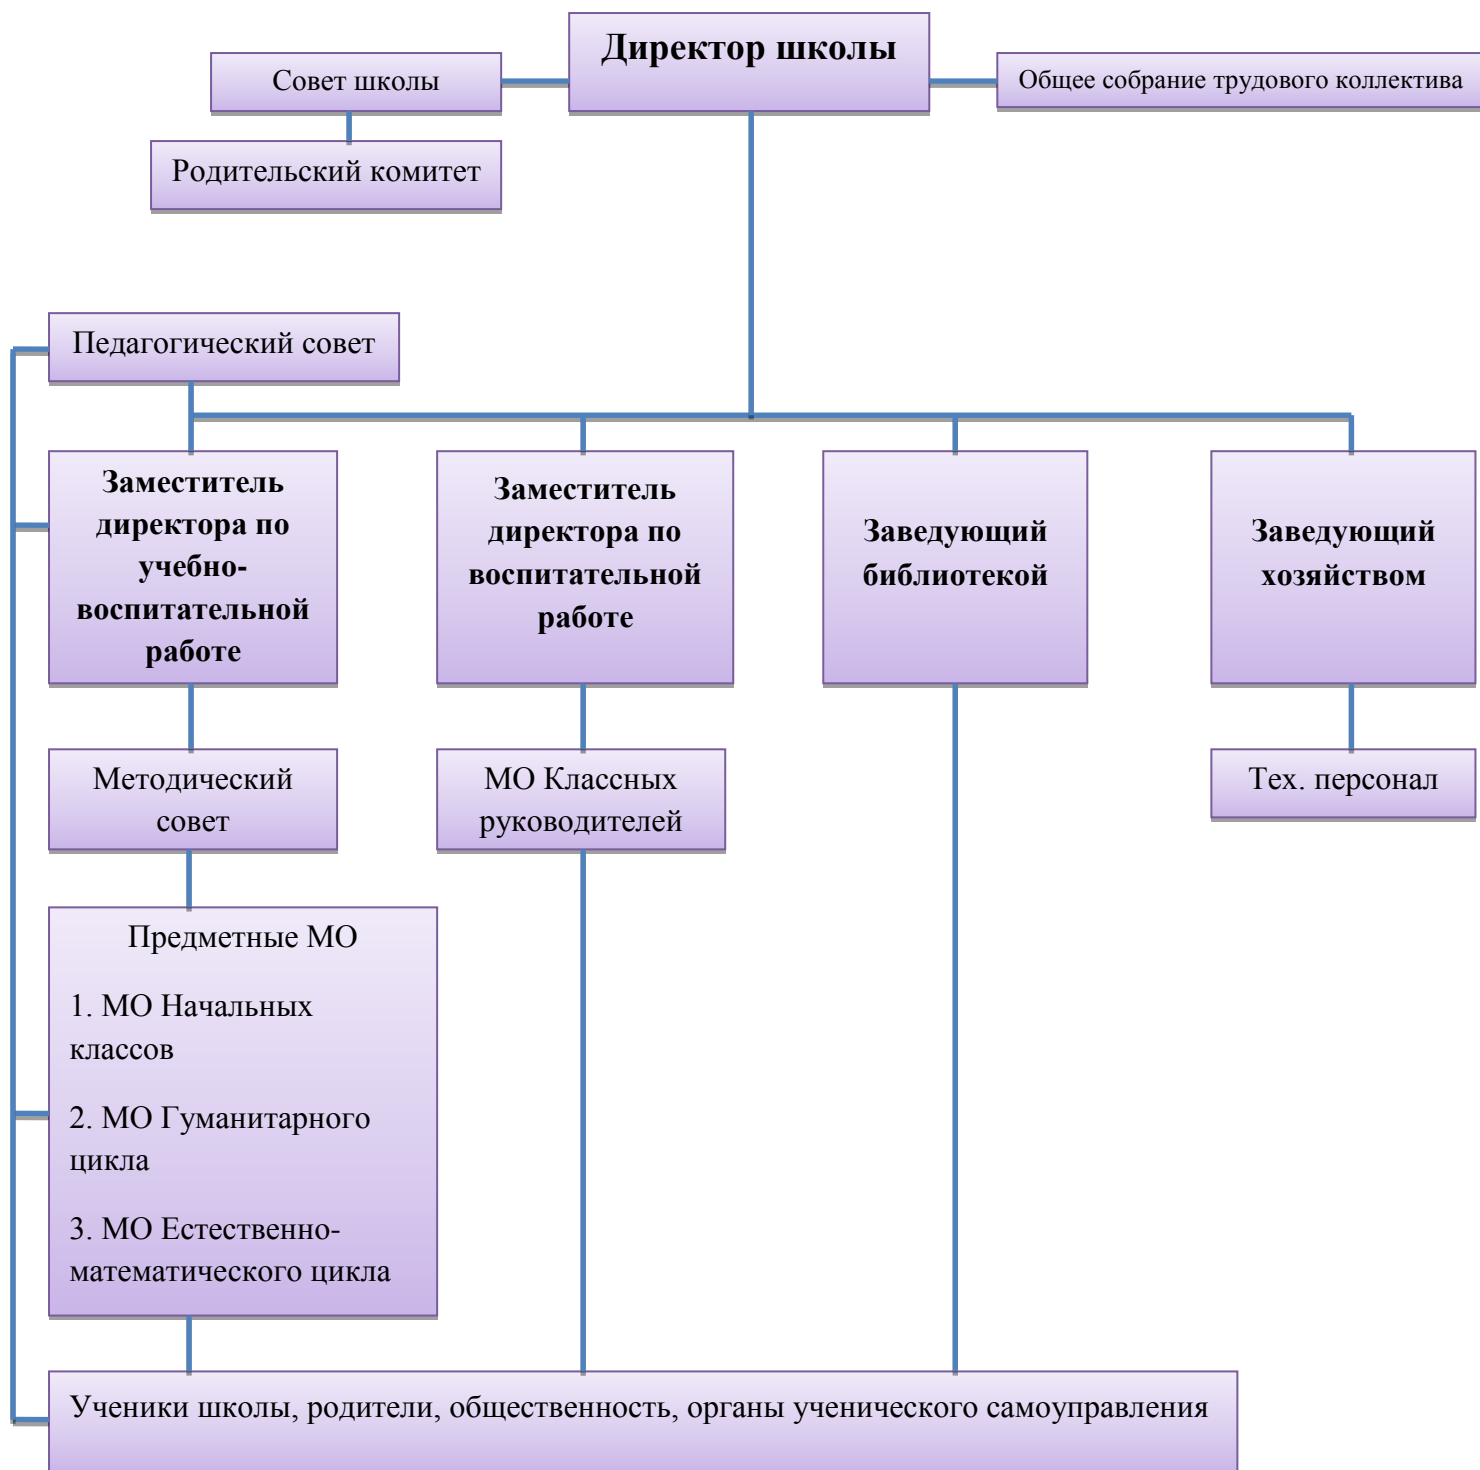 Директор школы
Совет школы
Общее собрание трудового коллектива
Родительский комитет
Педагогический совет
Заместитель
директора по
учебно-
воспитательной
работе
Заместитель
директора по
воспитательной
работе
Заведующий
библиотекой
Заведующий
хозяйством
Методический
совет
МО Классных
руководителей
Тех. персонал
Предметные МО
1. МО Начальных
классов
2. МО Гуманитарного
цикла
3. МО Естественно-
математического цикла
Ученики школы, родители, общественность, органы ученического самоуправления